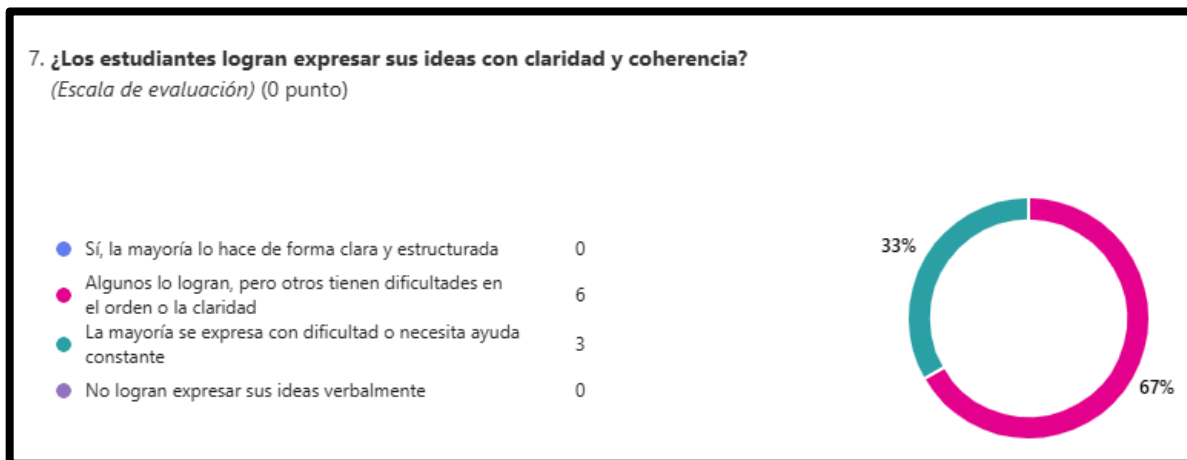 7. ¿Los estudiantes logran expresar sus ideas con claridad y coherencia?
(Escala de evaluación) (0 punto)
Sí, la mayoría lo hace de forma clara y estructurada 0
Algunos lo logran, pero otros tienen dificultades en
el orden o la claridad 6
La mayoría se expresa con dificultad o necesita ayuda
constante 3
No logran expresar sus ideas verbalmente 0
33%
67%